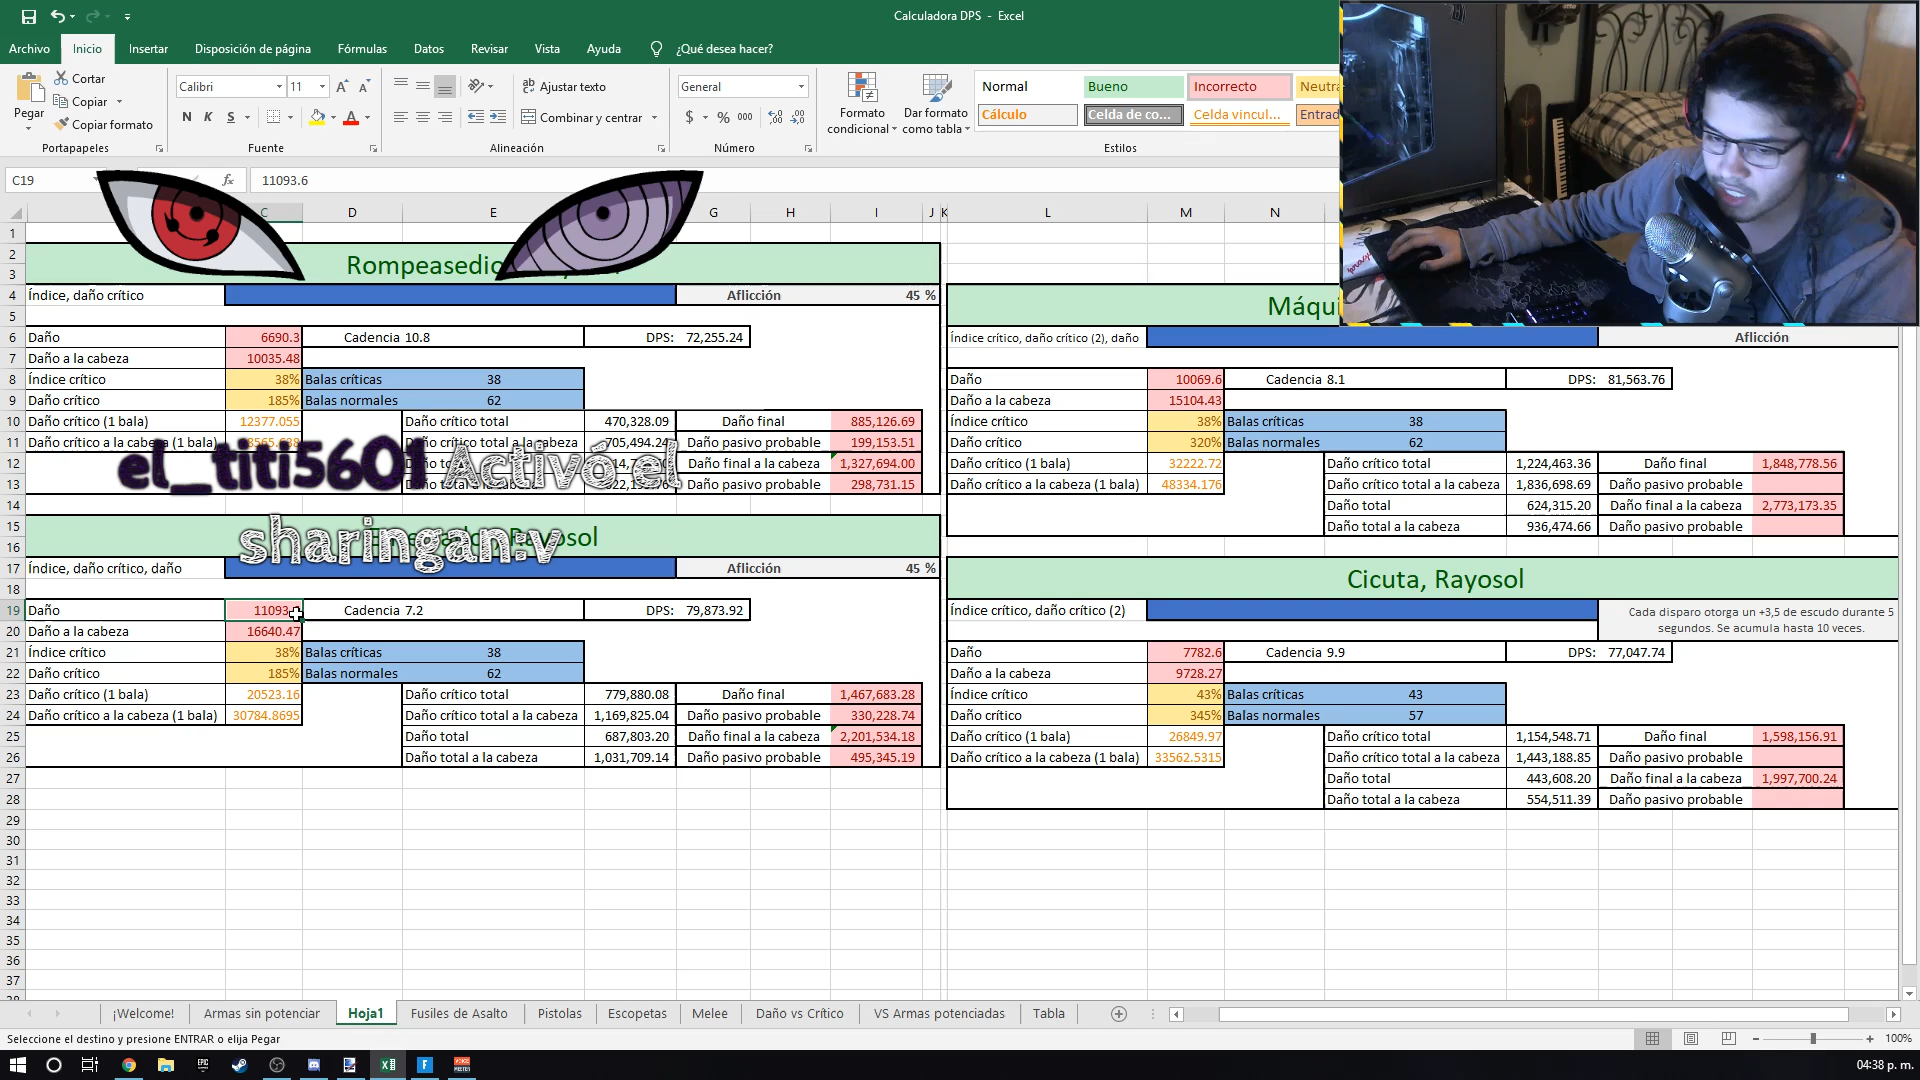 Calculadora DPS - Excel
Archivo Inicio Insertar Disposición de página Fórmulas Datos Revisar Vista Ayuda ¿Qué desea hacer?
Pegar
Cortar
Copiar
Copiar formato
Portapapeles
Calibri 11
N K S
Fuente
Ajustar texto
Combinar y centrar
Alineación
General
$ % 000
Número
Formato condicional
Dar formato como tabla
Normal Bueno Incorrecto
Cálculo Celda de co... Celda vincul...
Estilos
C19 fx 11093.6
C D E G H I J K L M N
Índice, daño crítico Aflicción 45 %
Daño 6690.3 Cadencia 10.8 DPS: 72,255.24
Daño a la cabeza 10035.48
Índice crítico 38% Balas críticas 38
Daño crítico 185% Balas normales 62
Daño crítico (1 bala) 12377.055 Daño crítico total 470,328.09 Daño final 885,126.69
Daño crítico a la cabeza (1 bala) Daño crítico total a la cabeza 705,494.24 Daño pasivo probable 199,153.51
Daño final a la cabeza 1,327,694.00
Daño pasivo probable 298,731.15
el_titi5601 Activó el
sharingan:v
Rayosol
Índice, daño crítico, daño Aflicción 45 %
Daño Cadencia 7.2 DPS: 79,873.92
Daño a la cabeza 16640.47
Índice crítico 38% Balas críticas 38
Daño crítico 185% Balas normales 62
Daño crítico (1 bala) 20523.16 Daño crítico total 779,880.08 Daño final 1,467,683.28
Daño crítico a la cabeza (1 bala) 30784.8695 Daño crítico total a la cabeza 1,169,825.04 Daño pasivo probable 330,228.74
Daño total 687,803.20 Daño final a la cabeza 2,201,534.18
Daño total a la cabeza 1,031,709.14 Daño pasivo probable 495,345.19
Índice crítico, daño crítico (2), daño Aflicción
Daño 10069.6 Cadencia 8.1 DPS: 81,563.76
Daño a la cabeza 15104.43
Índice crítico 38% Balas críticas 38
Daño crítico 320% Balas normales 62
Daño crítico (1 bala) 32222.72 Daño crítico total 1,224,463.36 Daño final 1,848,778.56
Daño crítico a la cabeza (1 bala) 48334.176 Daño crítico total a la cabeza 1,836,698.69 Daño pasivo probable
Daño total 624,315.20 Daño final a la cabeza 2,773,173.35
Daño total a la cabeza 936,474.66 Daño pasivo probable
Cicuta, Rayosol
Índice crítico, daño crítico (2) Cada disparo otorga un +3,5 de escudo durante 5
segundos. Se acumula hasta 10 veces.
Daño 7782.6 Cadencia 9.9 DPS: 77,047.74
Daño a la cabeza 9728.27
Índice crítico 43% Balas críticas 43
Daño crítico 345% Balas normales 57
Daño crítico (1 bala) 26849.97 Daño crítico total 1,154,548.71 Daño final 1,598,156.91
Daño crítico a la cabeza (1 bala) 33562.5315 Daño crítico total a la cabeza 1,443,188.85 Daño pasivo probable
Daño total 443,608.20 Daño final a la cabeza 1,997,700.24
Daño total a la cabeza 554,511.39 Daño pasivo probable
¡Welcome! Armas sin potenciar Hoja1 Fusiles de Asalto Pistolas Escopetas Melee Daño vs Crítico VS Armas potenciadas Tabla
Seleccione el destino y presione ENTRAR o elija Pegar 100%
04:38 p. m.